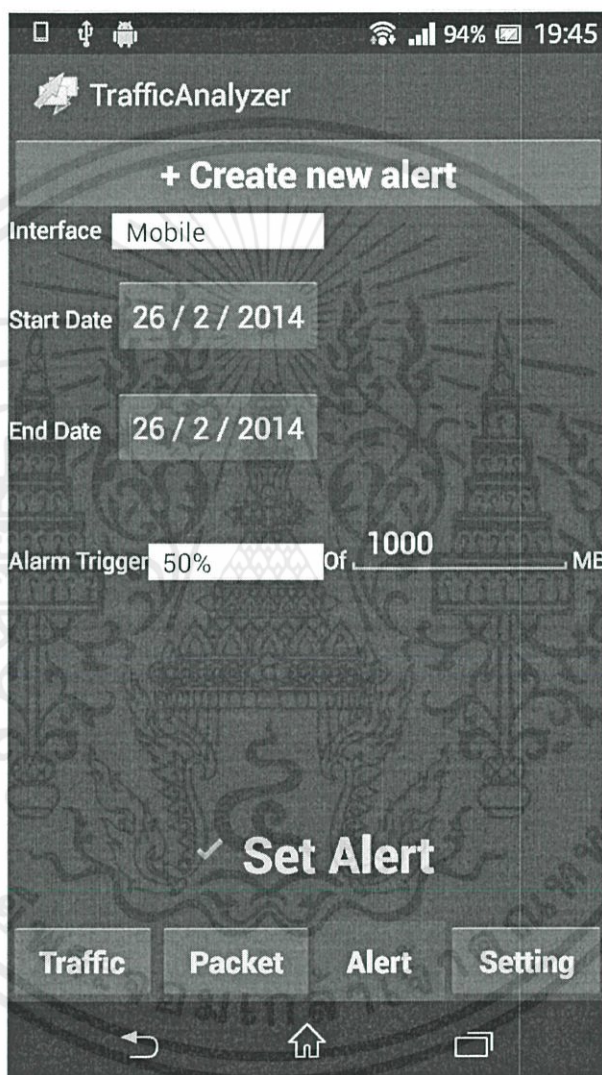 94% 19:45
TrafficAnalyzer
+ Create new alert
Interface Mobile
Start Date 26 / 2 / 2014
End Date 26 / 2 / 2014
Alarm Trigger 50% Of 1000 MB
Set Alert
Traffic Packet Alert Setting